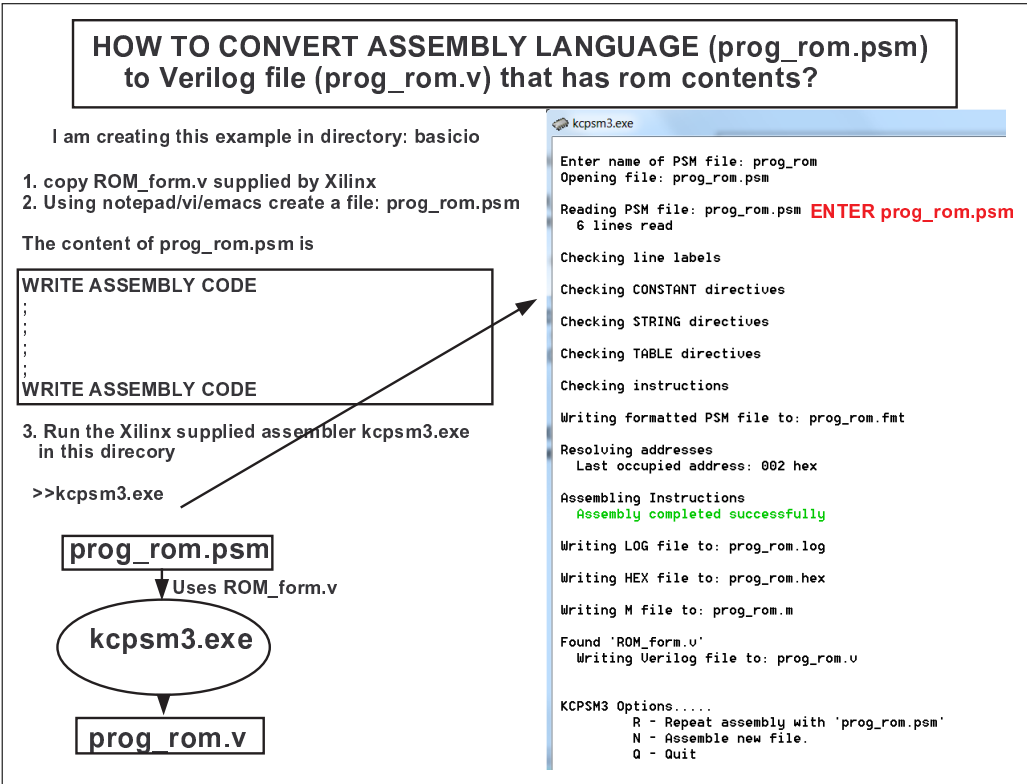 HOW TO CONVERT ASSEMBLY LANGUAGE (prog_rom.psm)
to Verilog file (prog_rom.v) that has rom contents?
I am creating this example in directory: basicio
1. copy ROM_form.v supplied by Xilinx
2. Using notepad/vi/emacs create a file: prog_rom.psm
The content of prog_rom.psm is
WRITE ASSEMBLY CODE
;
;
;
;
WRITE ASSEMBLY CODE
3. Run the Xilinx supplied assembler kcpsm3.exe
in this direcory
>>kcpsm3.exe
prog_rom.psm
Uses ROM_form.v
kcpsm3.exe
prog_rom.v
kcpsm3.exe
Enter name of PSM file: prog_rom
Opening file: prog_rom.psm
Reading PSM file: prog_rom.psm ENTER prog_rom.psm
6 lines read
Checking line labels
Checking CONSTANT directives
Checking STRING directives
Checking TABLE directives
Checking instructions
Writing formatted PSM file to: prog_rom.fmt
Resolving addresses
Last occupied address: 002 hex
Assembling Instructions
Assembly completed successfully
Writing LOG file to: prog_rom.log
Writing HEX file to: prog_rom.hex
Writing M file to: prog_rom.m
Found 'ROM_form.v'
Writing Verilog file to: prog_rom.v
KCPSM3 Options.....
R - Repeat assembly with 'prog_rom.psm'
N - Assemble new file.
Q - Quit